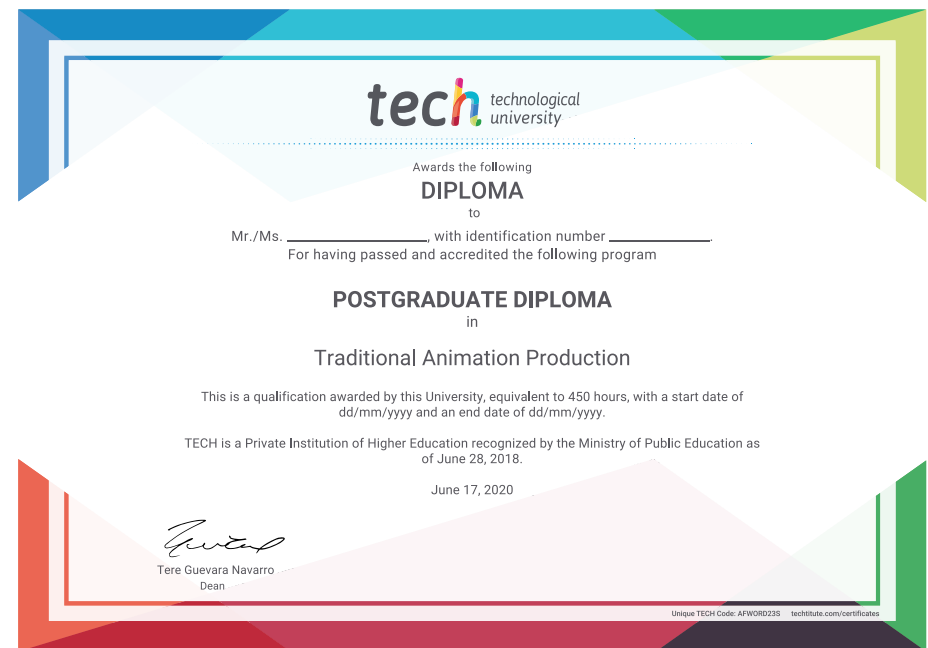 tech technological
university
Awards the following
DIPLOMA
to
Mr./Ms. ____________________, with identification number ______________.
For having passed and accredited the following program
POSTGRADUATE DIPLOMA
in
Traditional Animation Production
This is a qualification awarded by this University, equivalent to 450 hours, with a start date of
dd/mm/yyyy and an end date of dd/mm/yyyy.
TECH is a Private Institution of Higher Education recognized by the Ministry of Public Education as
of June 28, 2018.
June 17, 2020
Tere Guevara Navarro
Dean
Unique TECH Code: AFWORD23S techtitute.com/certificates